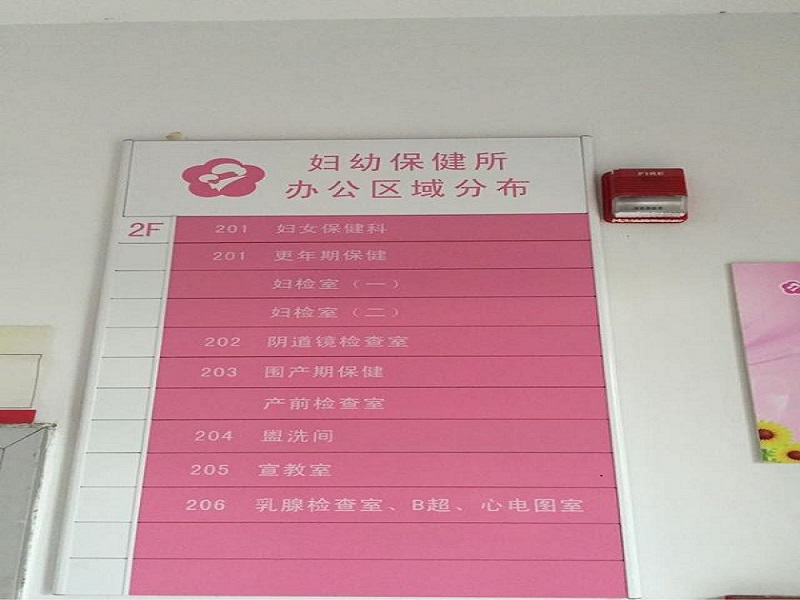 妇幼保健所
办公区域分布
FIRE
2F
201 妇女保健科
201 更年期保健
妇检室（一）
妇检室（二）
202 阴道镜检查室
203 围产期保健
产前检查室
204 盥洗间
205 宣教室
206 乳腺检查室、B超、心电图室